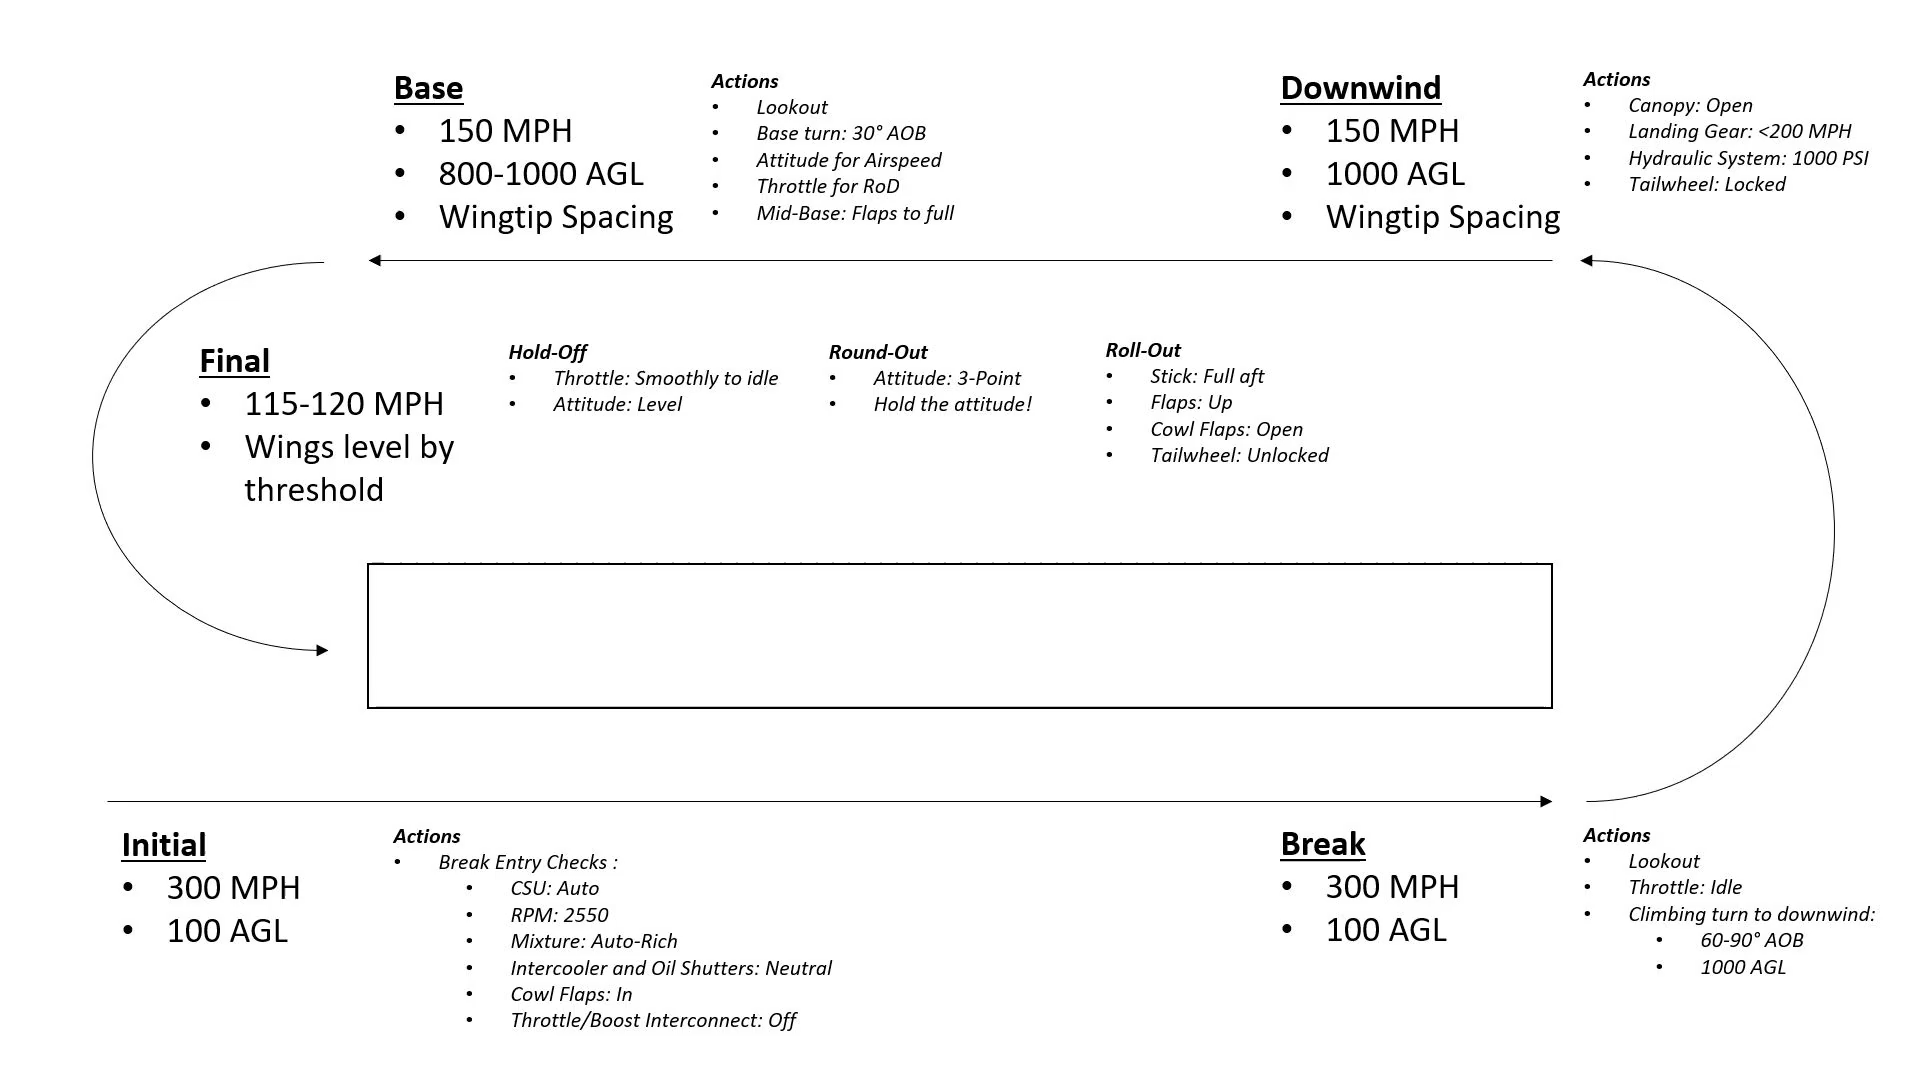 Base
• 150 MPH
• 800-1000 AGL
• Wingtip Spacing
Actions
• Lookout
• Base turn: 30° AOB
• Attitude for Airspeed
• Throttle for RoD
• Mid-Base: Flaps to full
Downwind
• 150 MPH
• 1000 AGL
• Wingtip Spacing
Actions
• Canopy: Open
• Landing Gear: <200 MPH
• Hydraulic System: 1000 PSI
• Tailwheel: Locked
Final
• 115-120 MPH
• Wings level by
threshold
Hold-Off
• Throttle: Smoothly to idle
• Attitude: Level
Round-Out
• Attitude: 3-Point
• Hold the attitude!
Roll-Out
• Stick: Full aft
• Flaps: Up
• Cowl Flaps: Open
• Tailwheel: Unlocked
Initial
• 300 MPH
• 100 AGL
Actions
• Break Entry Checks :
• CSU: Auto
• RPM: 2550
• Mixture: Auto-Rich
• Intercooler and Oil Shutters: Neutral
• Cowl Flaps: In
• Throttle/Boost Interconnect: Off
Break
• 300 MPH
• 100 AGL
Actions
• Lookout
• Throttle: Idle
• Climbing turn to downwind:
• 60-90° AOB
• 1000 AGL